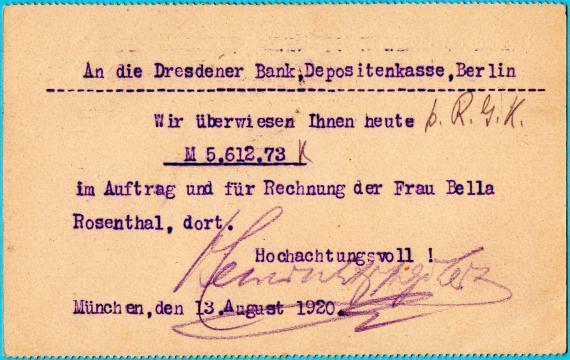 An die Dresdener Bank,Depositenkasse,Berlin
Wir überwiesen Ihnen heute p. R. G. K.
M 5.612.73
im Auftrag und für Rechnung der Frau Bella
Rosenthal, dort.
Hochachtungsvoll !
München,den 13.August 1920.